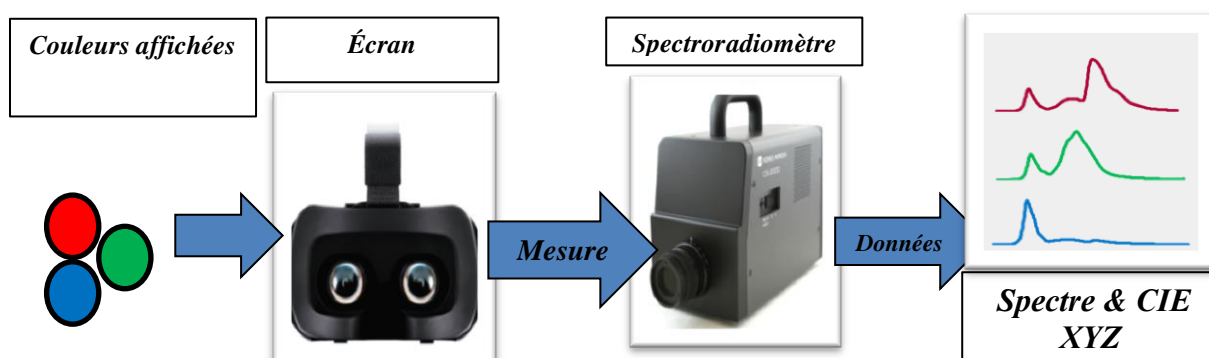 Couleurs affichées
Écran
Spectroradiomètre
Mesure
Données
Spectre & CIE
XYZ